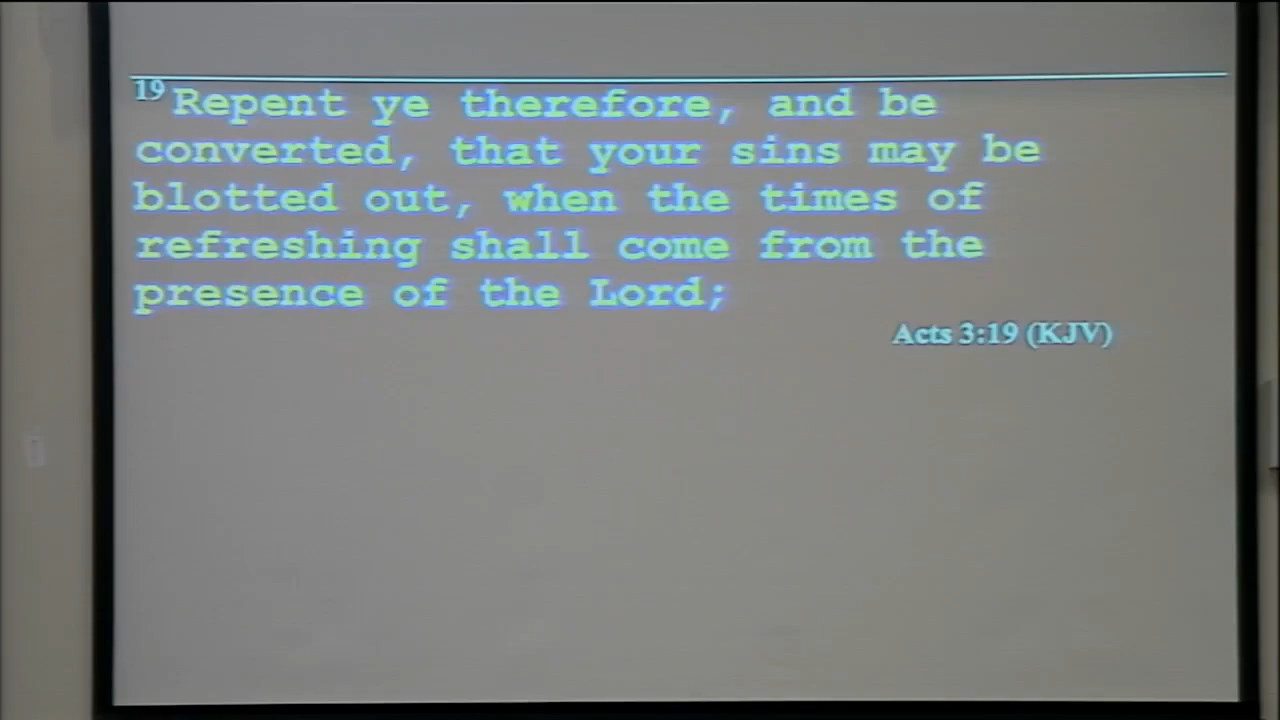 19 Repent ye therefore, and be
converted, that your sins may be
blotted out, when the times of
refreshing shall come from the
presence of the Lord;
Acts 3:19 (KJV)